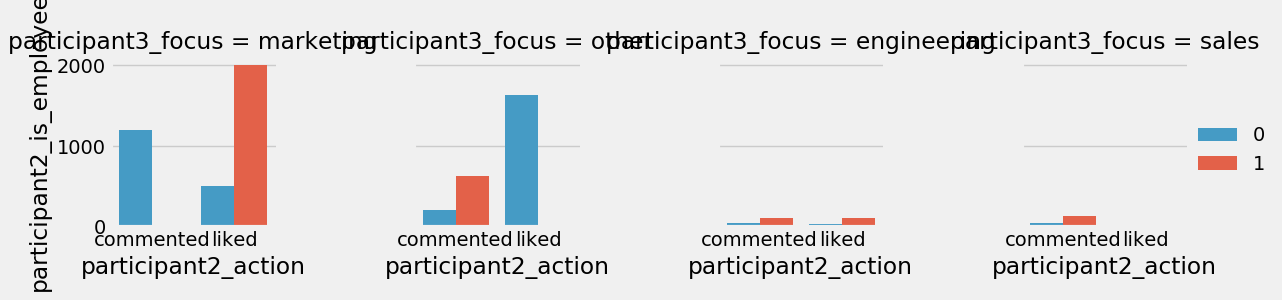 participant3_focus = marketing
participant3_focus = other
participant3_focus = engineering
participant3_focus = sales
participant2_is_employee
2000
1000
0
commented liked
commented liked
commented liked
commented liked
participant2_action
participant2_action
participant2_action
participant2_action
0
1